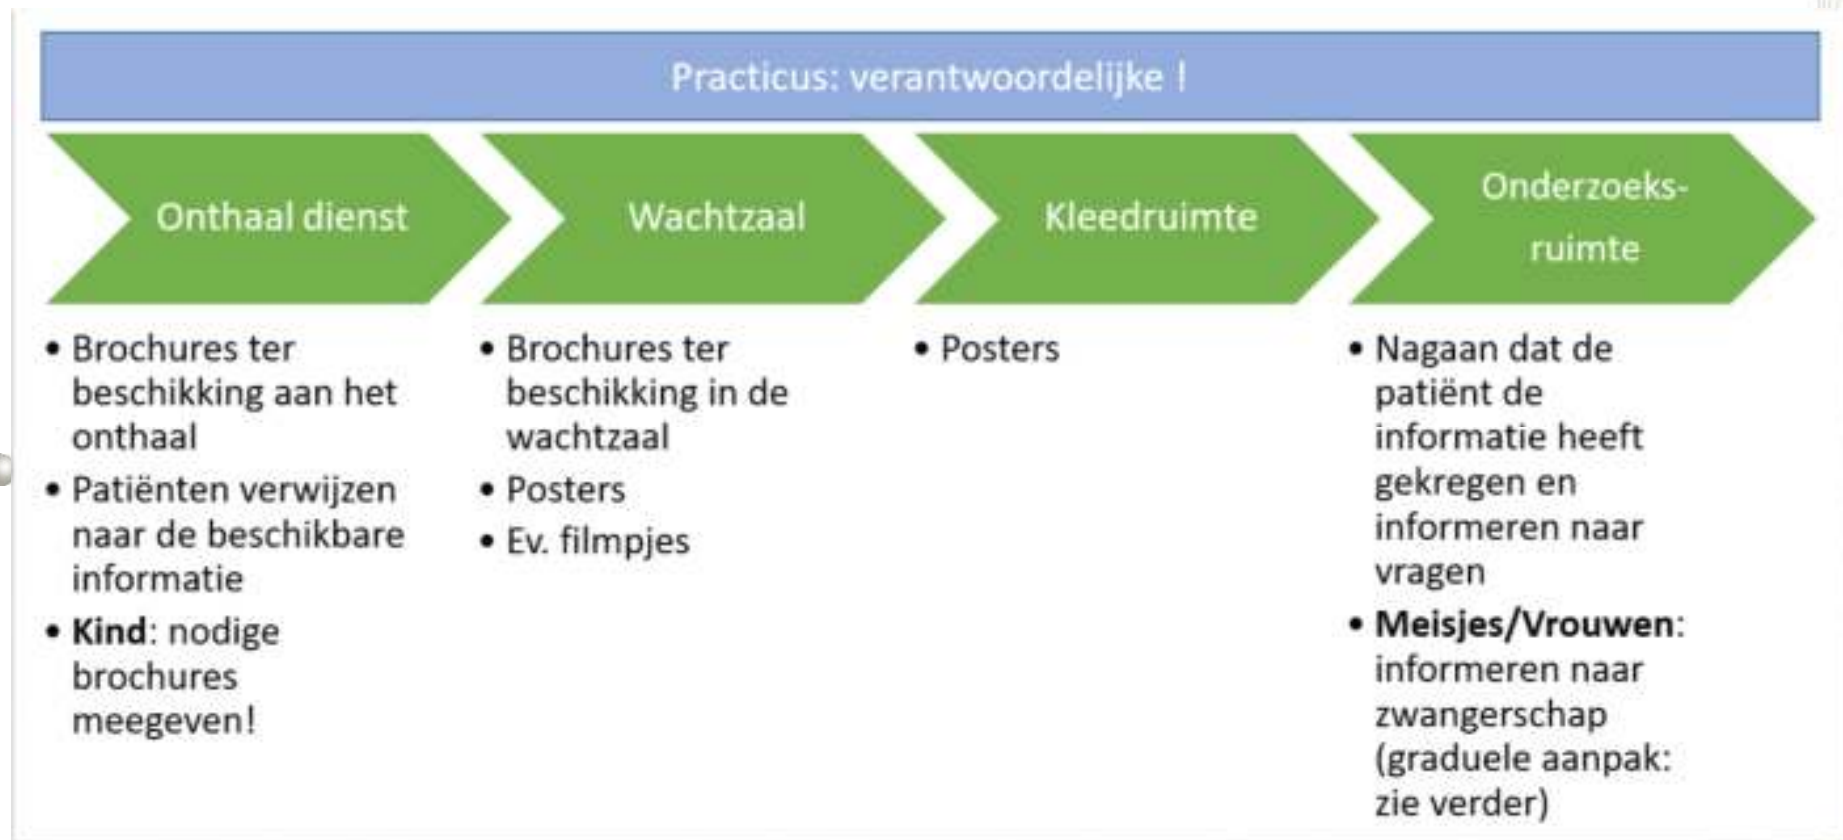 Practicus: verantwoordelijke !
Onthaal dienst
Wachtzaal
Kleedruimte
Onderzoeks-
ruimte
• Brochures ter
beschikking aan het
onthaal
• Patiënten verwijzen
naar de beschikbare
informatie
• Kind: nodige
brochures
meegeven!
• Brochures ter
beschikking in de
wachtzaal
• Posters
• Ev. filmpjes
• Posters
• Nagaan dat de
patiënt de
informatie heeft
gekregen en
informeren naar
vragen
• Meisjes/Vrouwen:
informeren naar
zwangerschap
(graduele aanpak:
zie verder)